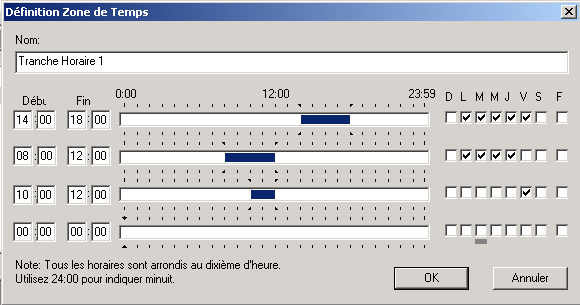 Définition Zone de Temps
Nom:
Tranche Horaire 1
Débu Fin 0:00 12:00 23:59 D L M M J V S F
14 : 00 18 : 00
08 : 00 12 : 00
10 : 00 12 : 00
00 : 00 00 : 00
Note: Tous les horaires sont arrondis au dixième d'heure.
Utilisez 24:00 pour indiquer minuit.
OK Annuler